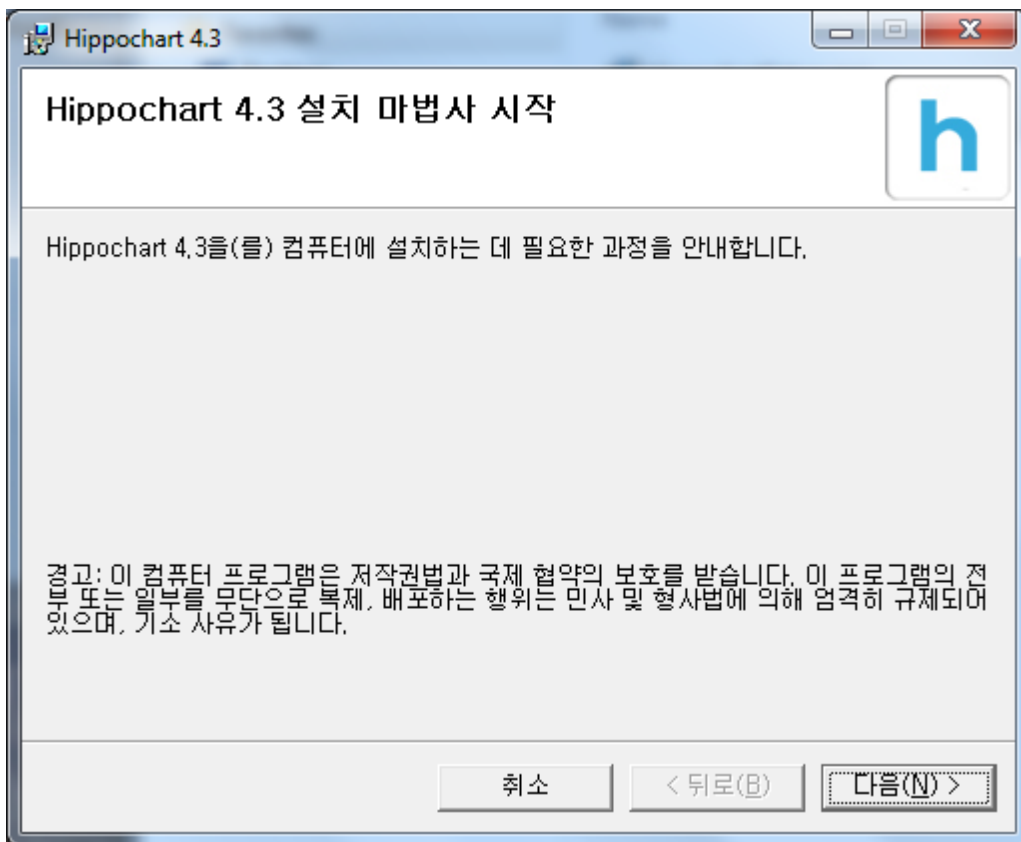 Hippochart 4.3
Hippochart 4.3 설치 마법사 시작
h
Hippochart 4.3을(를) 컴퓨터에 설치하는 데 필요한 과정을 안내합니다.
경고: 이 컴퓨터 프로그램은 저작권법과 국제 협약의 보호를 받습니다. 이 프로그램의 전
부 또는 일부를 무단으로 복제, 배포하는 행위는 민사 및 형사법에 의해 엄격히 규제되어
있으며, 기소 사유가 됩니다.
취소 < 뒤로(B) 다음(N) >